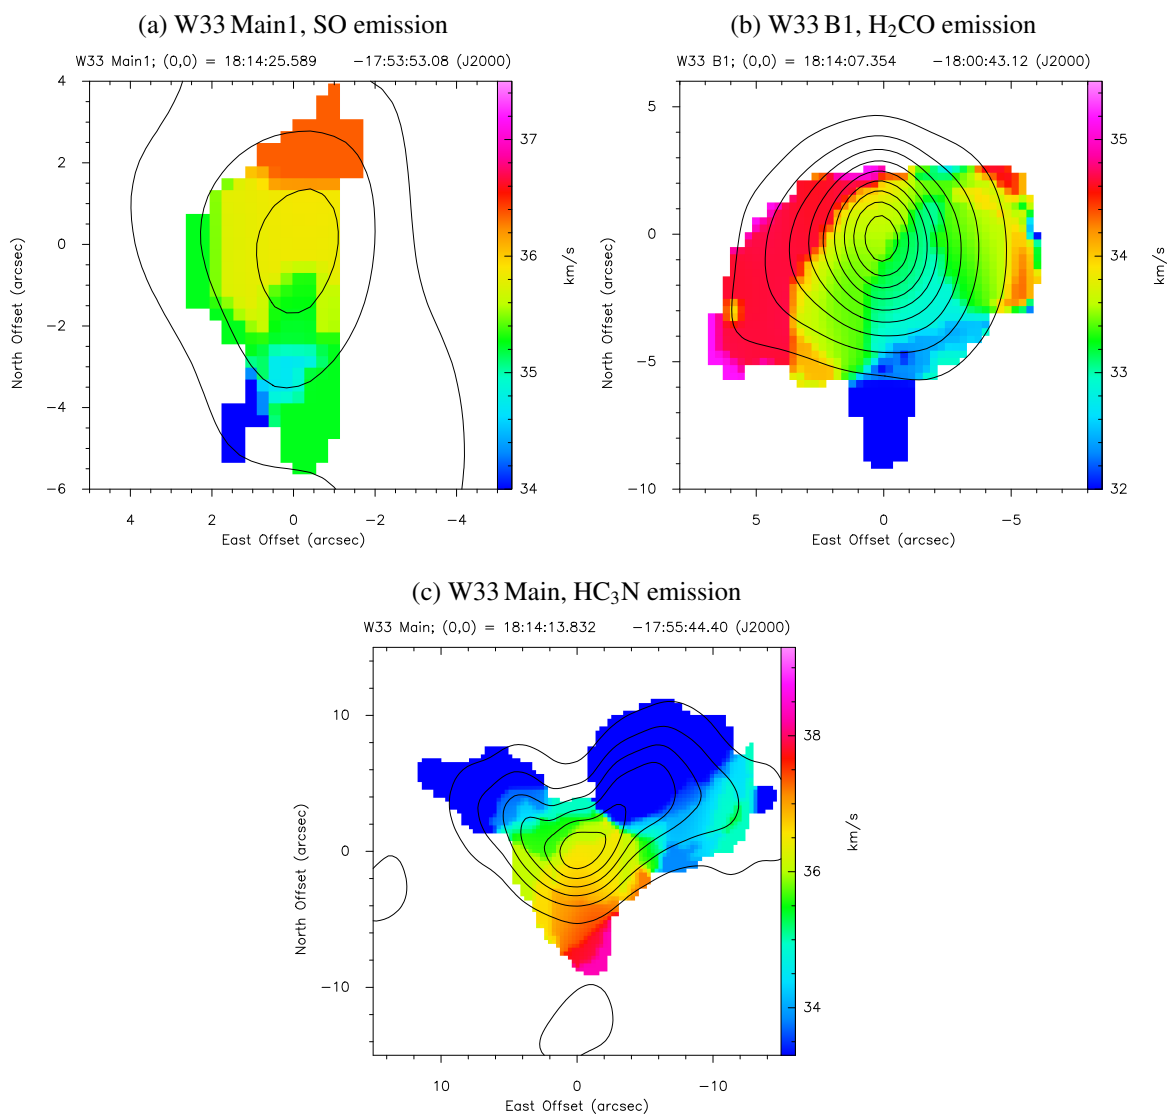 (a) W33 Main1, SO emission
W33 Main1; (0,0) = 18:14:25.589 −17:53:53.08 (J2000)
4
2
0
−2
−4
−6
North Offset (arcsec)
4 2 0 −2 −4
East Offset (arcsec)
37
36
35
34
km/s
(b) W33 B1, H₂CO emission
W33 B1; (0,0) = 18:14:07.354 −18:00:43.12 (J2000)
5
0
−5
−10
North Offset (arcsec)
5 0 −5
East Offset (arcsec)
35
34
33
32
km/s
(c) W33 Main, HC₃N emission
W33 Main; (0,0) = 18:14:13.832 −17:55:44.40 (J2000)
10
0
−10
North Offset (arcsec)
10 0 −10
East Offset (arcsec)
38
36
34
km/s